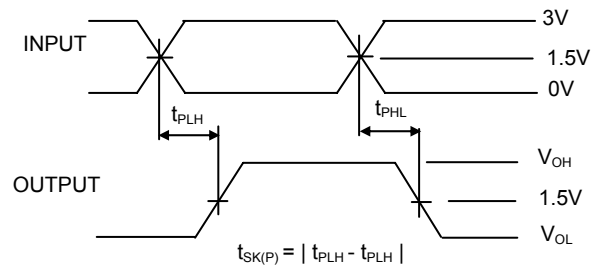 INPUT
3V
1.5V
0V
tPLH
tPHL
OUTPUT
VOH
1.5V
VOL
tSK(P) = | tPLH - tPLH |